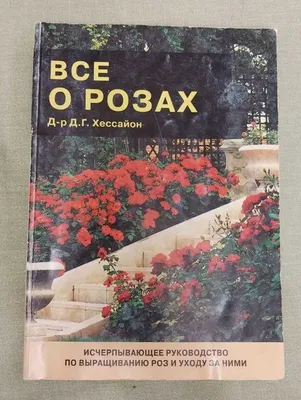 ВСЕ
О РОЗАХ
Д-р Д.Г. Хессайон
ИСЧЕРПЫВАЮЩЕЕ РУКОВОДСТВО
ПО ВЫРАЩИВАНИЮ РОЗ И УХОДУ ЗА НИМИ